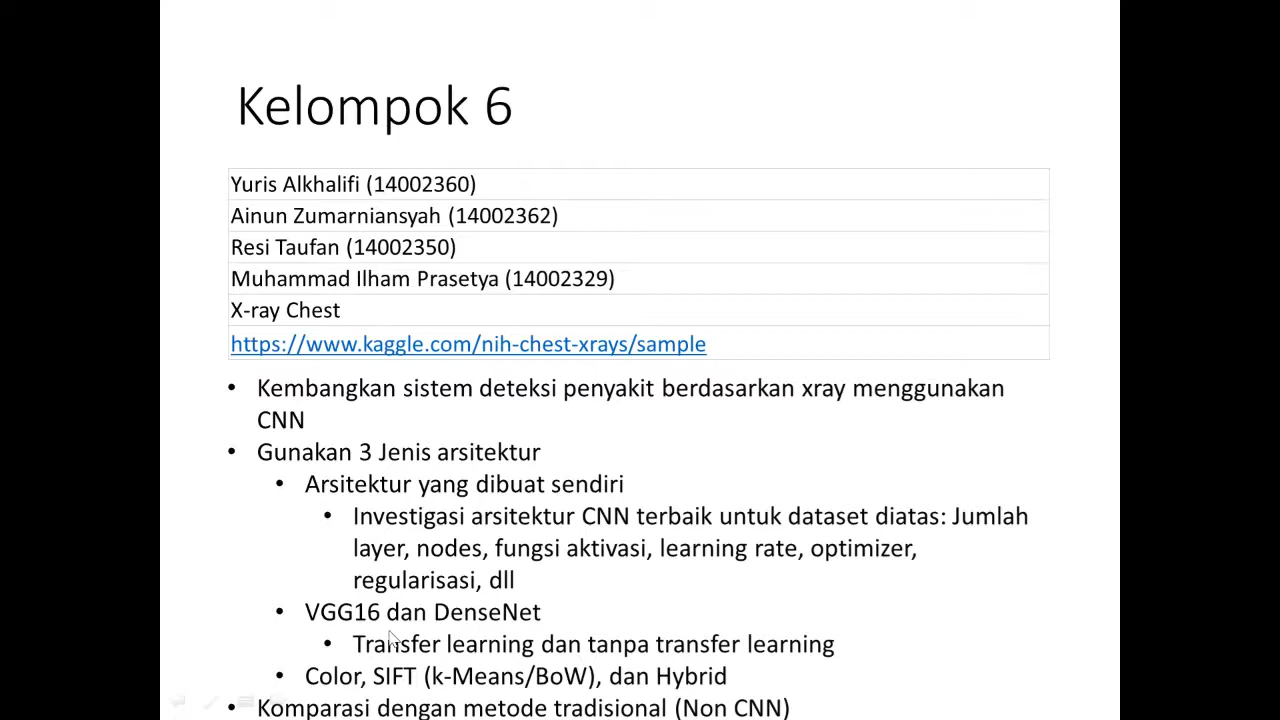 Kelompok 6
Yuris Alkhalifi (14002360)
Ainun Zumarniansyah (14002362)
Resi Taufan (14002350)
Muhammad Ilham Prasetya (14002329)
X-ray Chest
https://www.kaggle.com/nih-chest-xrays/sample
• Kembangkan sistem deteksi penyakit berdasarkan xray menggunakan
CNN
• Gunakan 3 Jenis arsitektur
• Arsitektur yang dibuat sendiri
• Investigasi arsitektur CNN terbaik untuk dataset diatas: Jumlah
layer, nodes, fungsi aktivasi, learning rate, optimizer,
regularisasi, dll
• VGG16 dan DenseNet
• Transfer learning dan tanpa transfer learning
• Color, SIFT (k-Means/BoW), dan Hybrid
• Komparasi dengan metode tradisional (Non CNN)